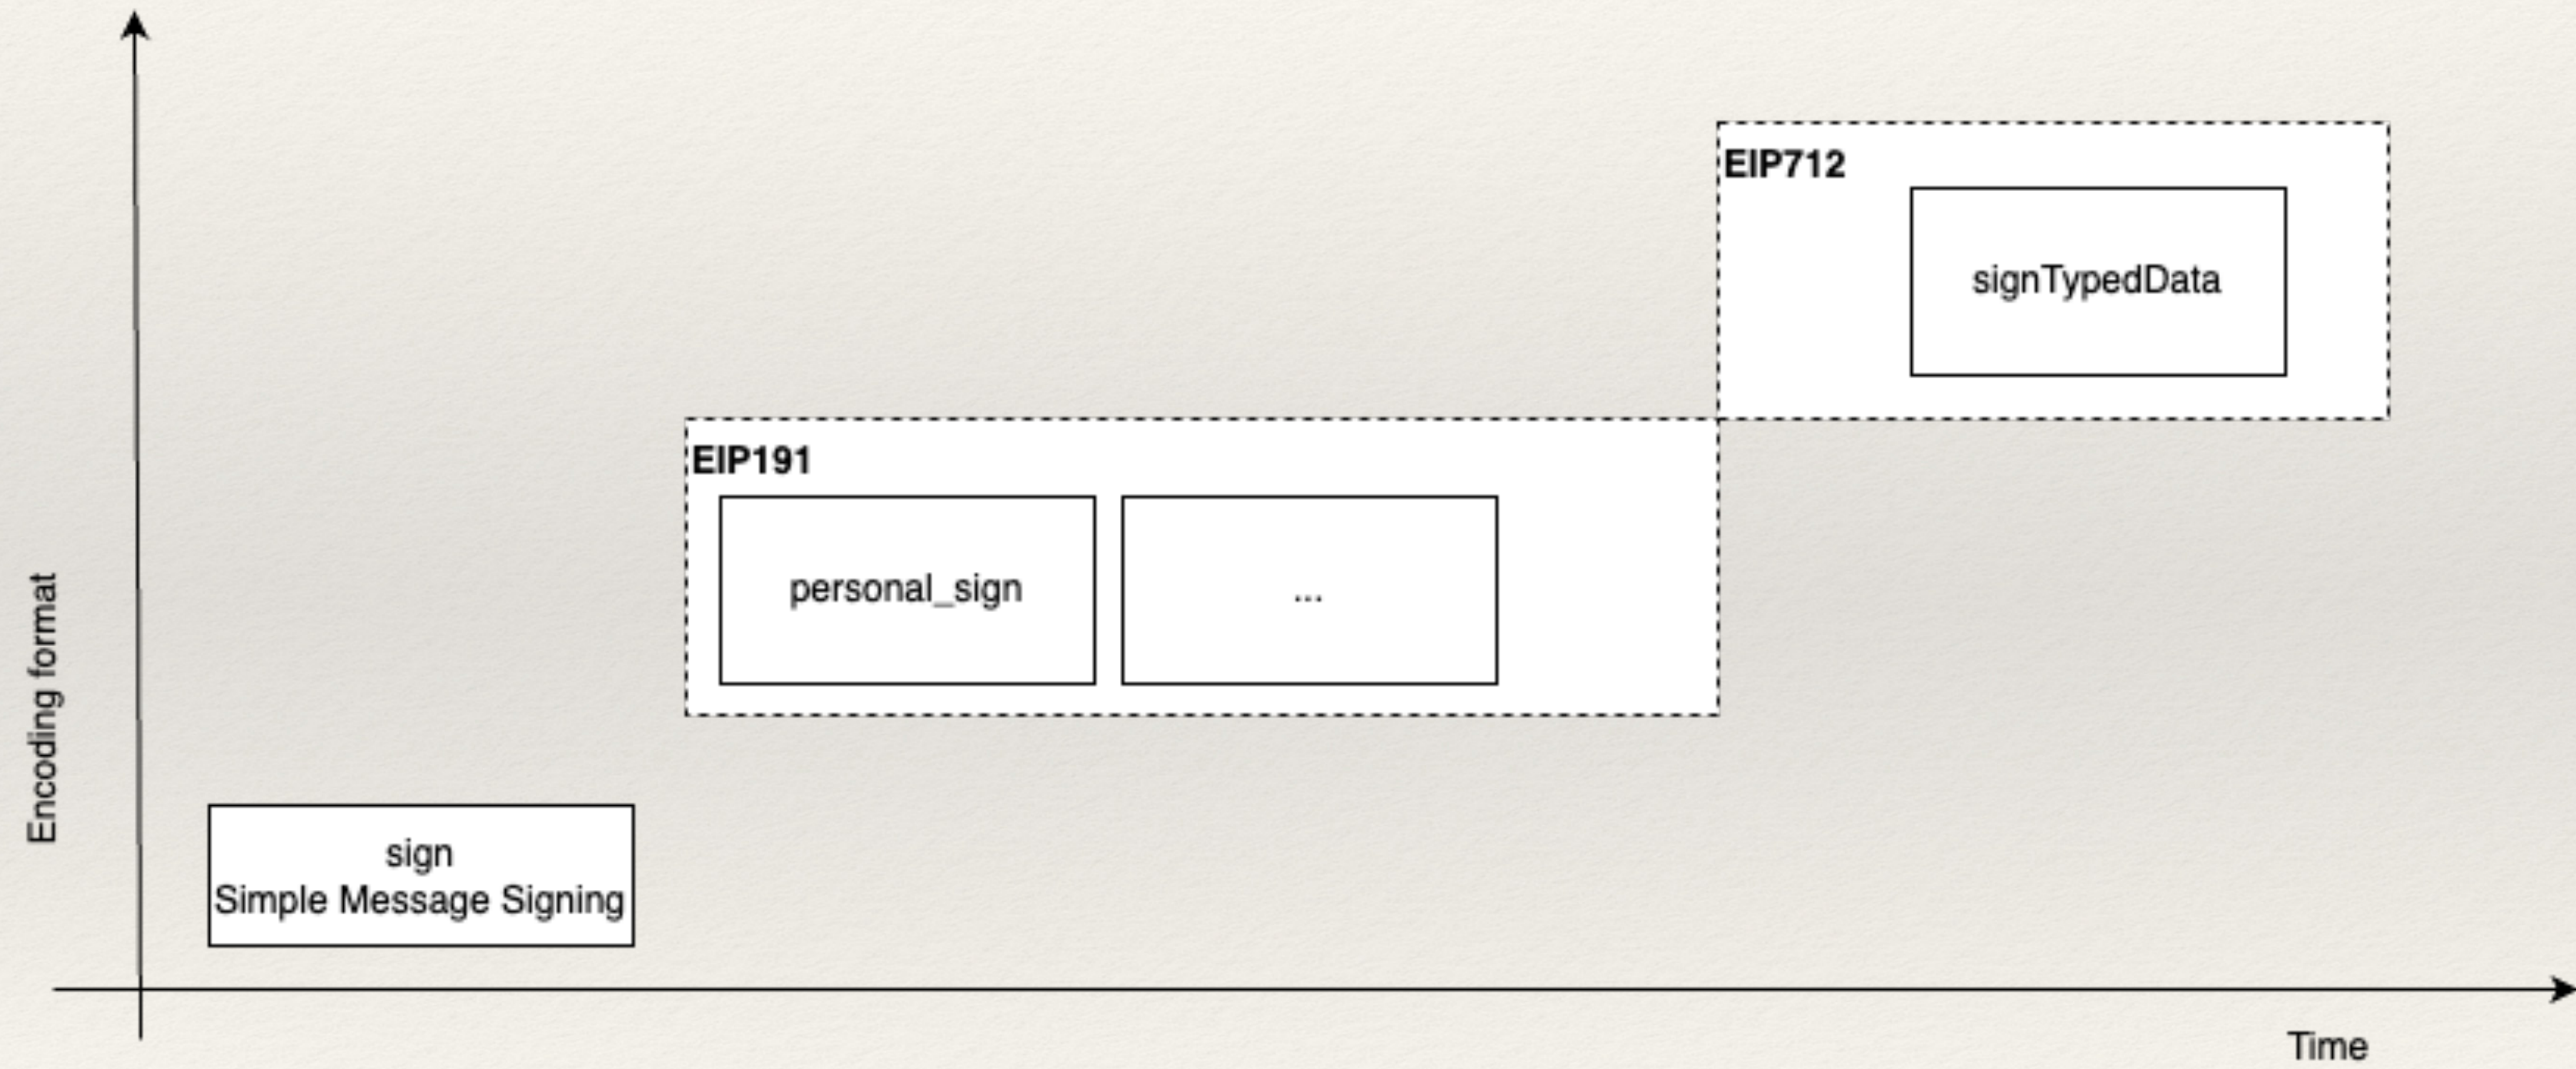 EIP712
signTypedData
EIP191
personal_sign
...
Encoding format
sign
Simple Message Signing
Time